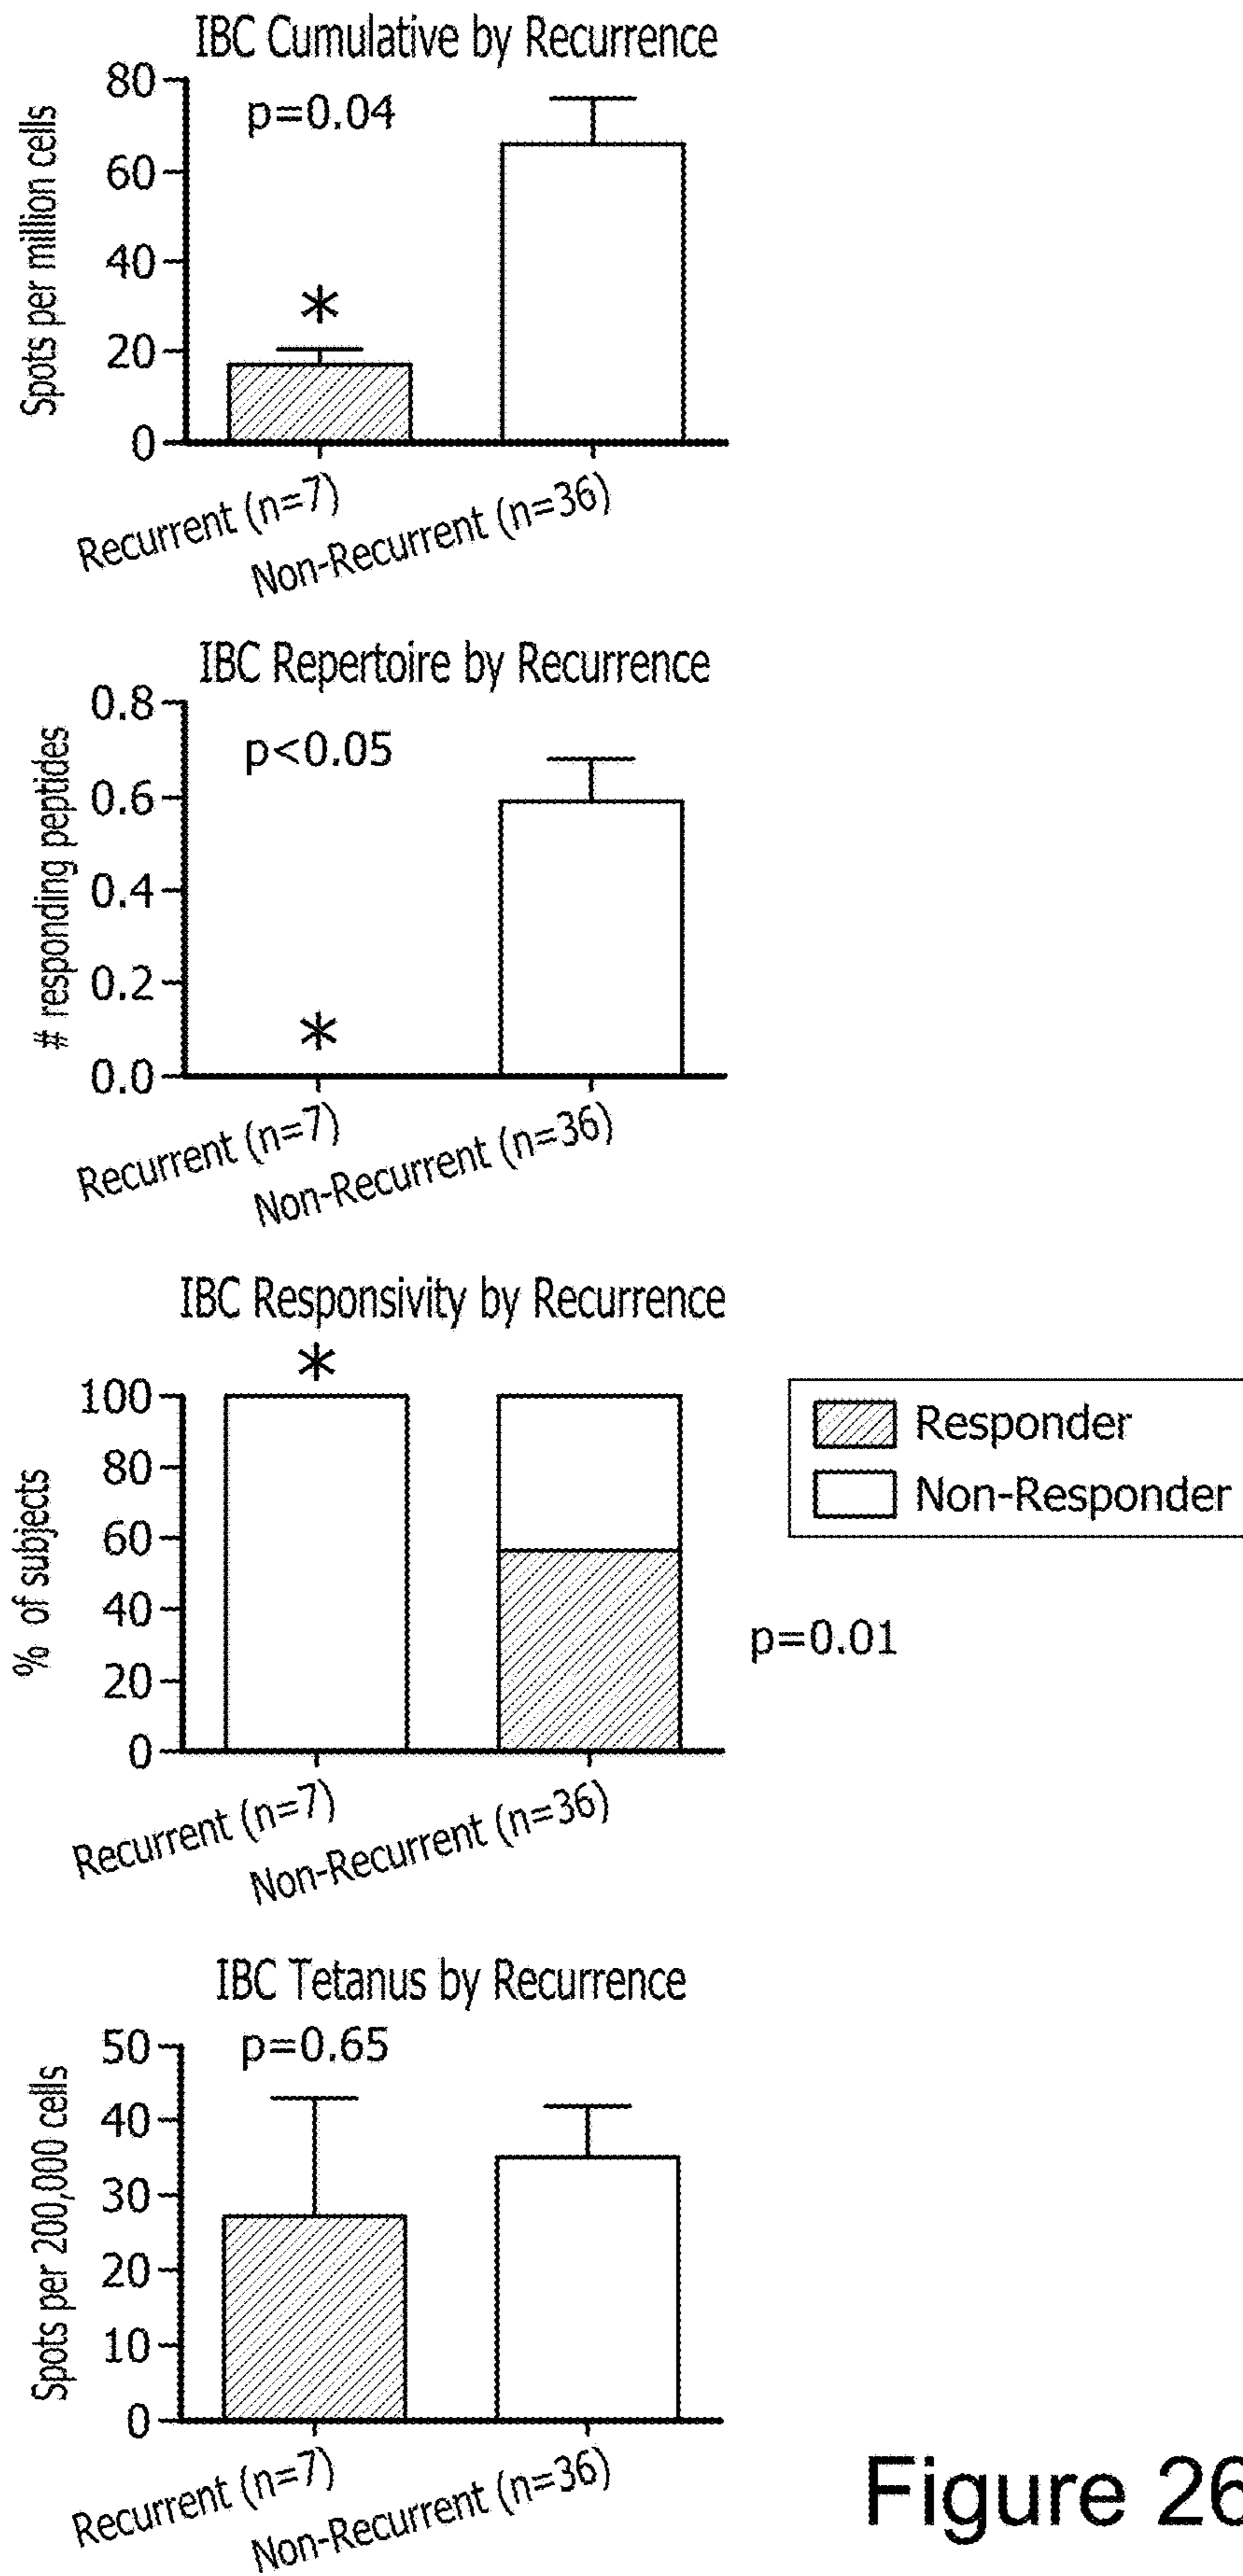 IBC Cumulative by Recurrence
p=0.04
Spots per million cells
80
60
40
20
0
*
Recurrent (n=7)
Non-Recurrent (n=36)
IBC Repertoire by Recurrence
p<0.05
# responding peptides
0.8
0.6
0.4
0.2
0.0
*
Recurrent (n=7)
Non-Recurrent (n=36)
IBC Responsivity by Recurrence
*
% of subjects
100
80
60
40
20
0
Responder
Non-Responder
p=0.01
Recurrent (n=7)
Non-Recurrent (n=36)
IBC Tetanus by Recurrence
p=0.65
Spots per 200,000 cells
50
40
30
20
10
0
Recurrent (n=7)
Non-Recurrent (n=36)
Figure 26